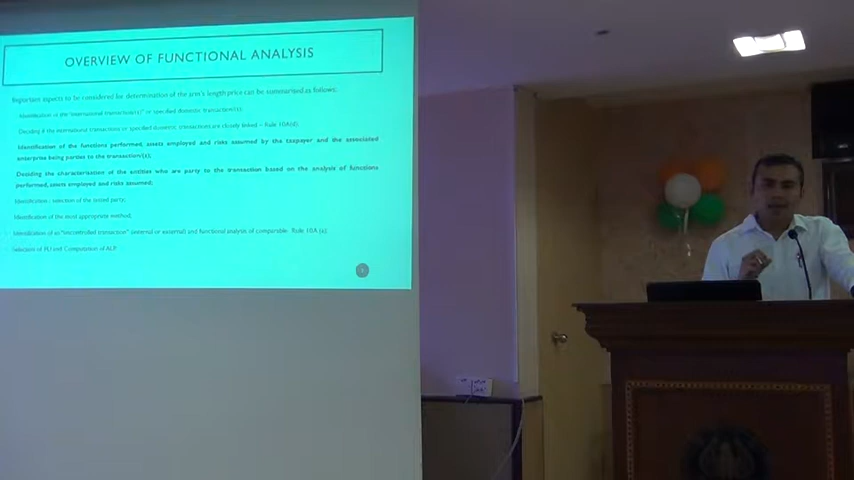 OVERVIEW OF FUNCTIONAL ANALYSIS
Important aspects to be considered for determination of the arm's length price can be summarised as follows:
Identification of the "international transaction(s)" or specified domestic transaction(s);
Deciding if the international transactions or specified domestic transactions are closely linked – Rule 10A(d)
Identification of the functions performed, assets employed and risks assumed by the taxpayer and the associated
enterprise being parties to the transaction(s);
Deciding the characterisation of the entities who are party to the transaction based on the analysis of functions
performed, assets employed and risks assumed;
Identification / selection of the tested party;
Identification of the most appropriate method;
Identification of an "uncontrolled transaction" (external or internal) and functional analysis of comparable- Rule 10A (a)
Selection of PLI and Computation of ALP